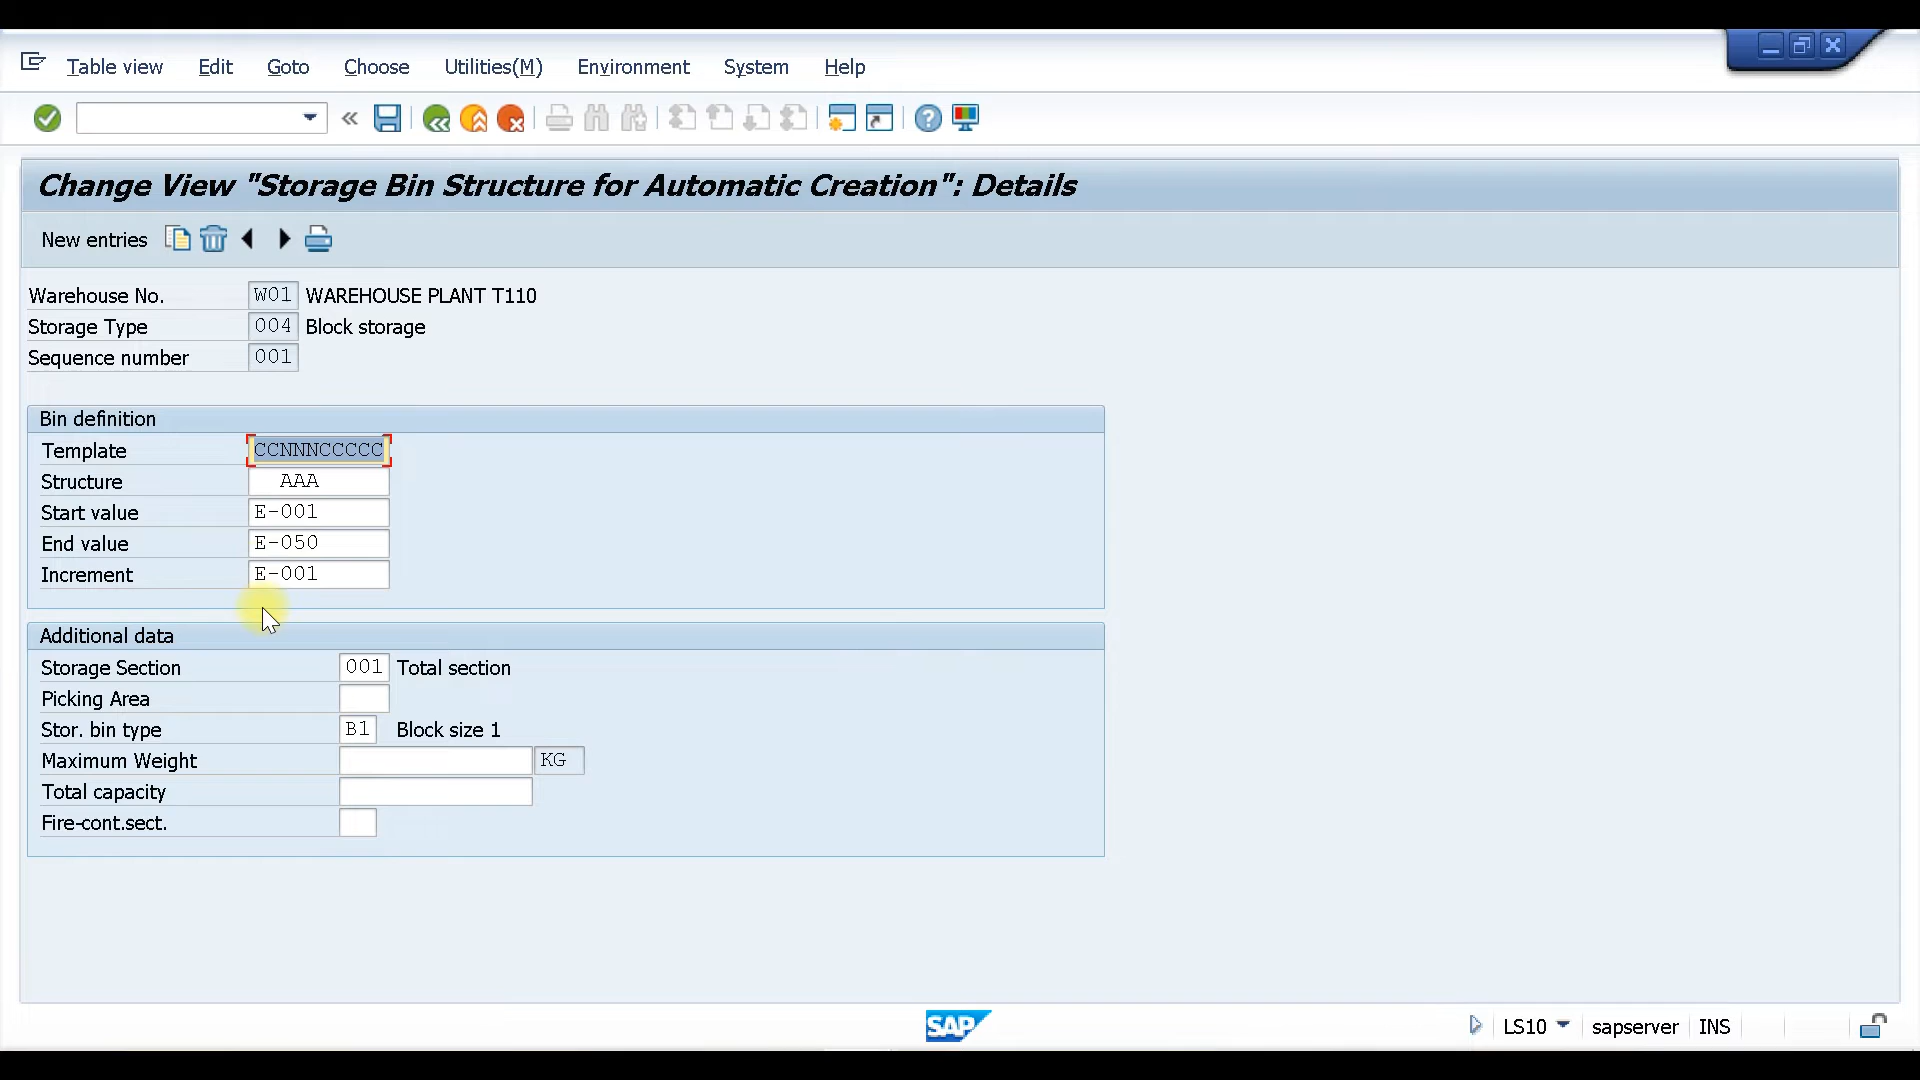 Table view Edit Goto Choose Utilities(M) Environment System Help
Change View "Storage Bin Structure for Automatic Creation": Details
New entries
Warehouse No. W01 WAREHOUSE PLANT T110
Storage Type 004 Block storage
Sequence number 001
Bin definition
Template CCNNNCCCCC
Structure AAA
Start value E-001
End value E-050
Increment E-001
Additional data
Storage Section 001 Total section
Picking Area
Stor. bin type B1 Block size 1
Maximum Weight KG
Total capacity
Fire-cont.sect.
SAP LS10 sapserver INS